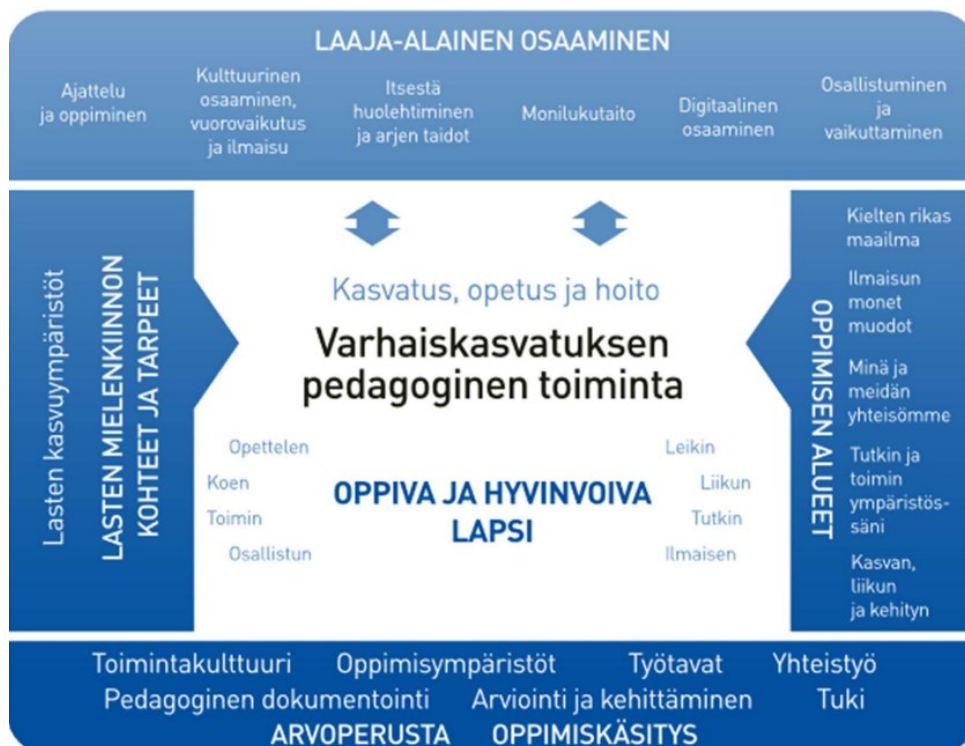 LAAJA-ALAINEN OSAAMINEN
Ajattelu
ja oppiminen
Kulttuurinen
osaaminen,
vuorovaikutus
ja ilmaisu
Itsestä
huolehtiminen
ja arjen taidot
Monilukutaito
Digitaalinen
osaaminen
Osallistuminen
ja
vaikuttaminen
Lasten kasvuympäristöt
LASTEN MIELENKIINNON
KOHTEET JA TARPEET
Kasvatus, opetus ja hoito
Varhaiskasvatuksen
pedagoginen toiminta
Opettelen
Koen
Toimin
Osallistun
OPPIVA JA HYVINVOIVA
LAPSI
Leikin
Liikun
Tutkin
Ilmaisen
OPPIMISEN ALUEET
Kielten rikas
maailma
Ilmaisun
monet
muodot
Minä ja
meidän
yhteisömme
Tutkin ja
toimin
ympäristös-
säni
Kasvan,
liikun
ja kehityn
Toimintakulttuuri Oppimisympäristöt Työtavat Yhteistyö
Pedagoginen dokumentointi Arviointi ja kehittäminen Tuki
ARVOPERUSTA OPPIMISKÄSITYS